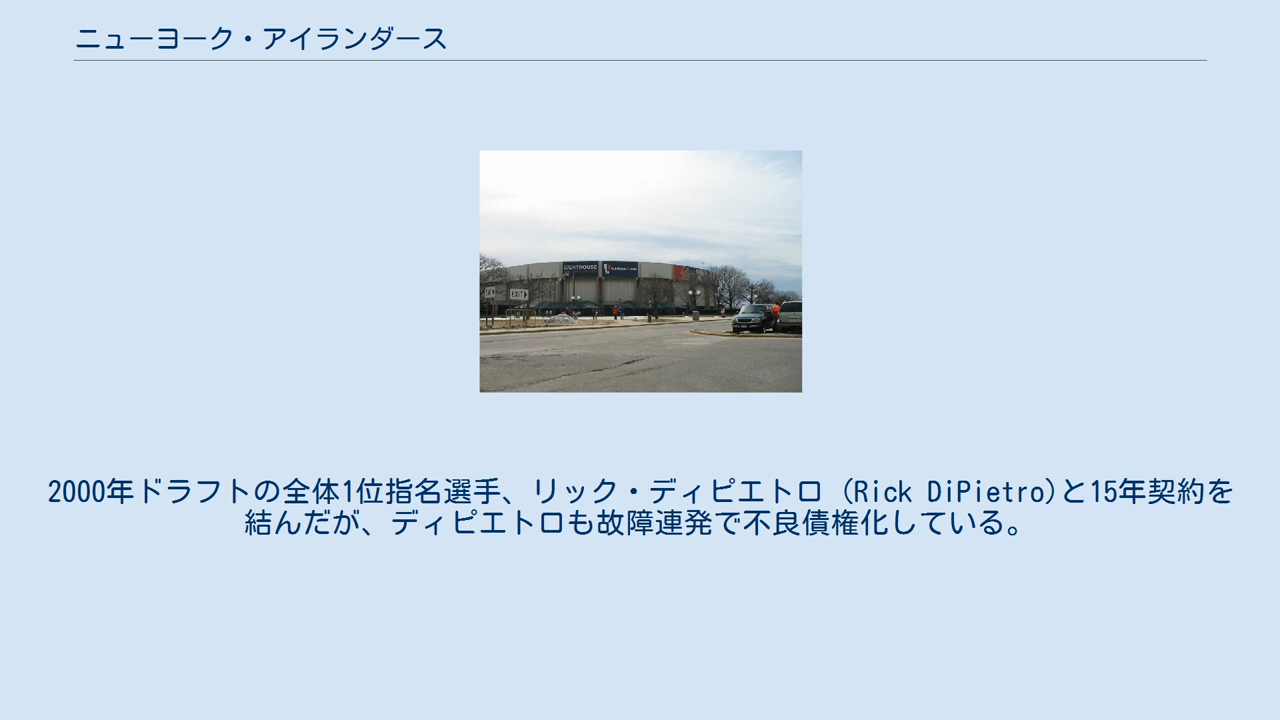 ニューヨーク・アイランダース
LIGHTHOUSE
EXIT
2000年ドラフトの全体1位指名選手、リック・ディピエトロ (Rick DiPietro)と15年契約を
結んだが、ディピエトロも故障連発で不良債権化している。